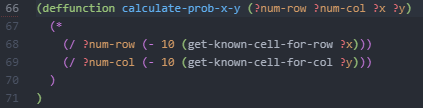 66 (deffunction calculate-prob-x-y (?num-row ?num-col ?x ?y)
67 (*
68 (/ ?num-row (- 10 (get-known-cell-for-row ?x)))
69 (/ ?num-col (- 10 (get-known-cell-for-col ?y)))
70 )
71 )